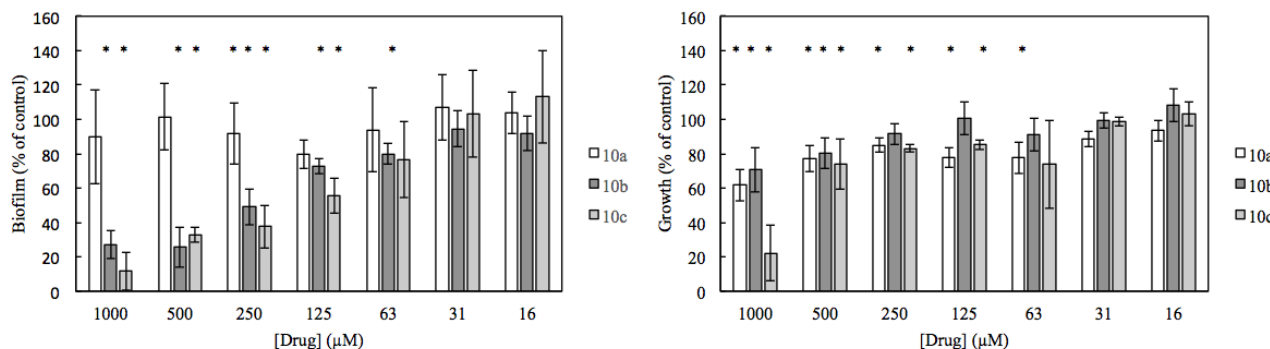 160
140
120
100
80
60
40
20
0
Biofilm (% of control)
* * * * * * * * * * *
1000 500 250 125 63 31 16
[Drug] (µM)
10a
10b
10c
160
140
120
100
80
60
40
20
0
Growth (% of control)
* * * * * * * * * * *
1000 500 250 125 63 31 16
[Drug] (µM)
10a
10b
10c